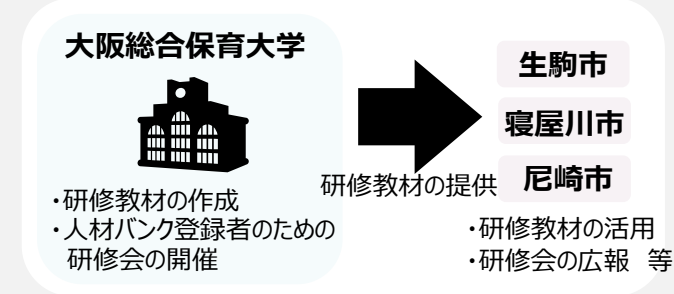 大阪総合保育大学
・研修教材の作成
・人材バンク登録者のための
研修会の開催
研修教材の提供
生駒市
寝屋川市
尼崎市
・研修教材の活用
・研修会の広報 等